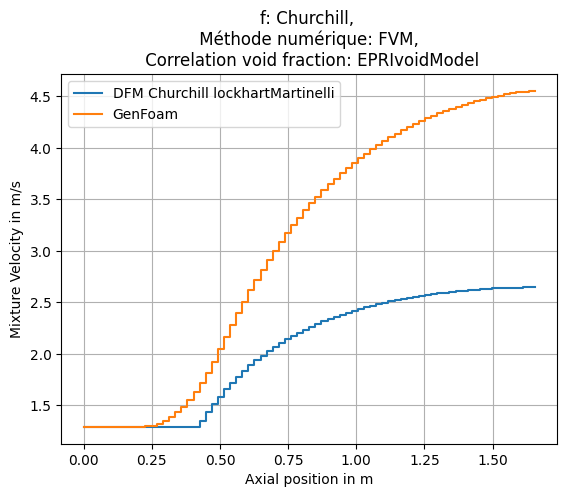 f: Churchill,
Méthode numérique: FVM,
Correlation void fraction: EPRIvoidModel
DFM Churchill lockhartMartinelli
GenFoam
Mixture Velocity in m/s
4.5
4.0
3.5
3.0
2.5
2.0
1.5
0.00 0.25 0.50 0.75 1.00 1.25 1.50
Axial position in m